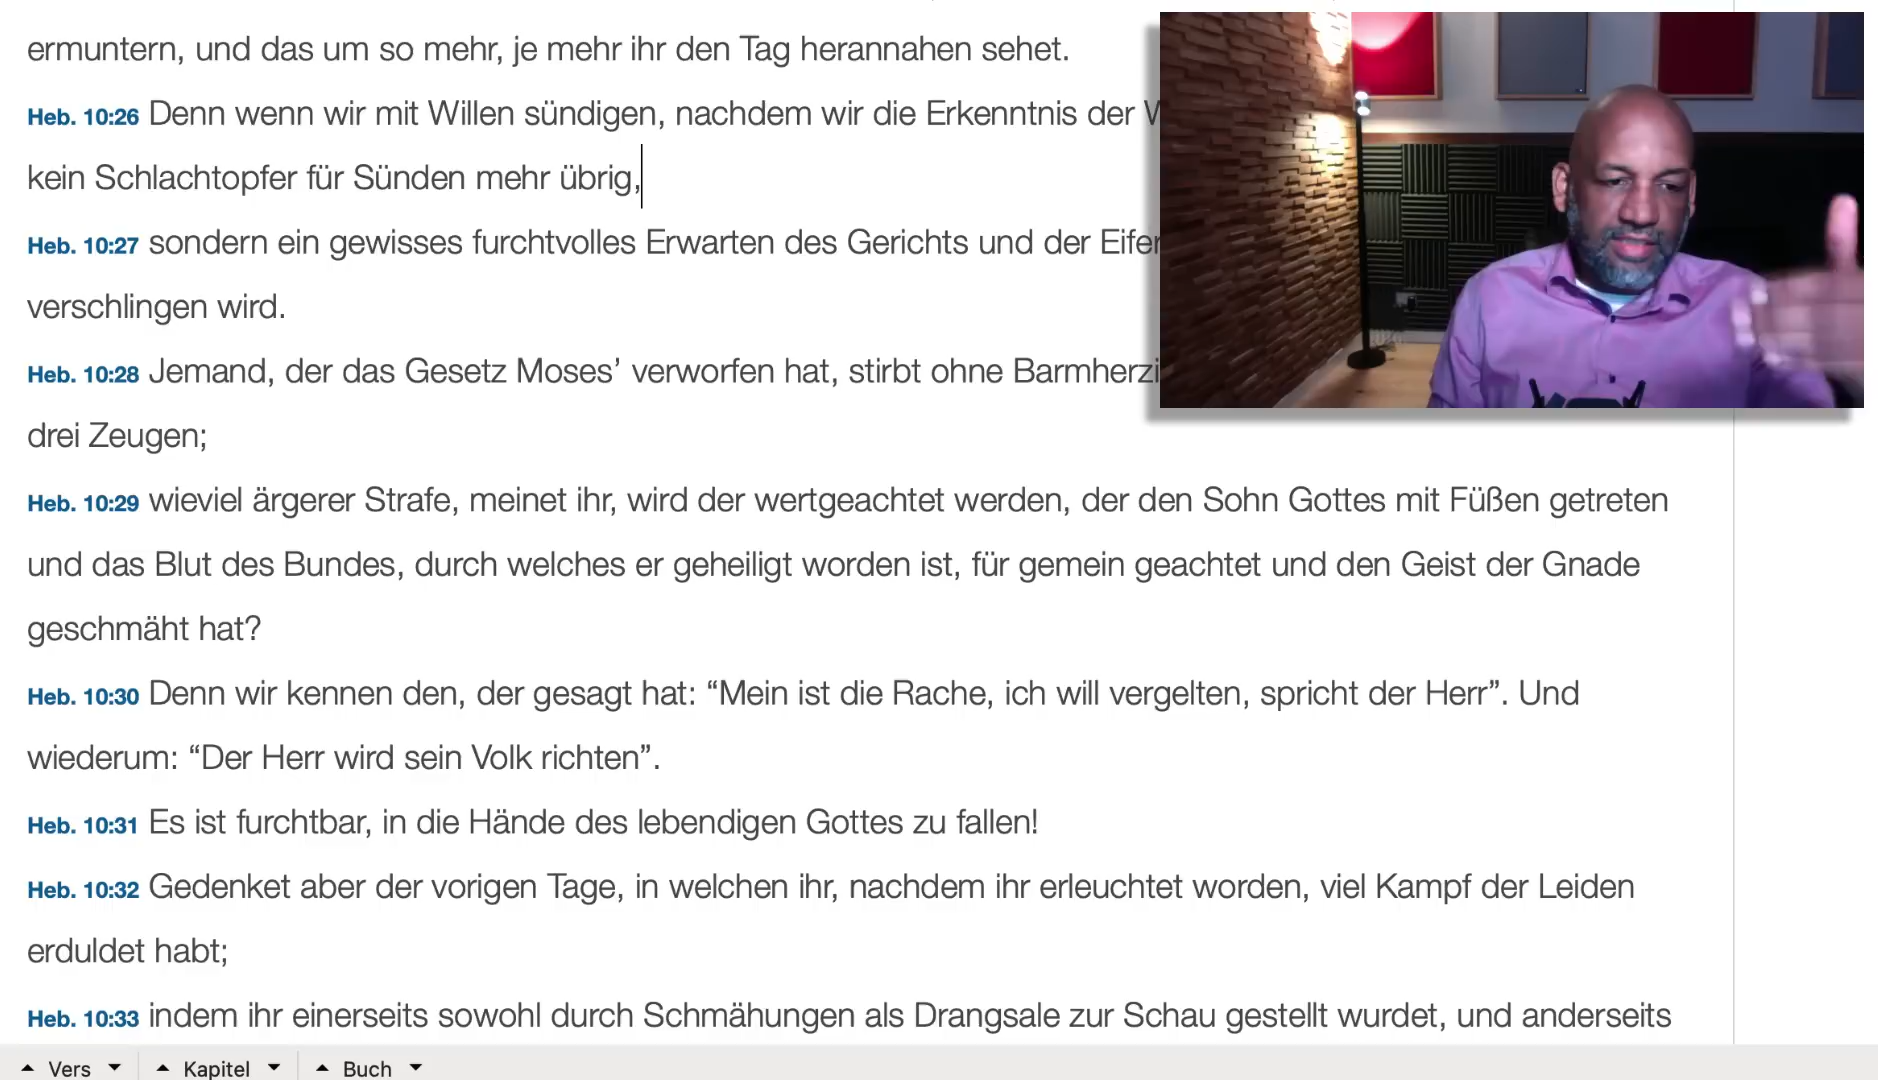 ermuntern, und das um so mehr, je mehr ihr den Tag herannahen sehet.
Heb. 10:26 Denn wenn wir mit Willen sündigen, nachdem wir die Erkenntnis der
kein Schlachtopfer für Sünden mehr übrig,
Heb. 10:27 sondern ein gewisses furchtvolles Erwarten des Gerichts und der
verschlingen wird.
Heb. 10:28 Jemand, der das Gesetz Moses’ verworfen hat, stirbt ohne
drei Zeugen;
Heb. 10:29 wieviel ärgerer Strafe, meinet ihr, wird der wertgeachtet werden, der den Sohn Gottes mit Füßen getreten
und das Blut des Bundes, durch welches er geheiligt worden ist, für gemein geachtet und den Geist der Gnade
geschmäht hat?
Heb. 10:30 Denn wir kennen den, der gesagt hat: “Mein ist die Rache, ich will vergelten, spricht der Herr”. Und
wiederum: “Der Herr wird sein Volk richten”.
Heb. 10:31 Es ist furchtbar, in die Hände des lebendigen Gottes zu fallen!
Heb. 10:32 Gedenket aber der vorigen Tage, in welchen ihr, nachdem ihr erleuchtet worden, viel Kampf der Leiden
erduldet habt;
Heb. 10:33 indem ihr einerseits sowohl durch Schmähungen als Drangsale zur Schau gestellt wurdet, und anderseits
Vers Kapitel Buch